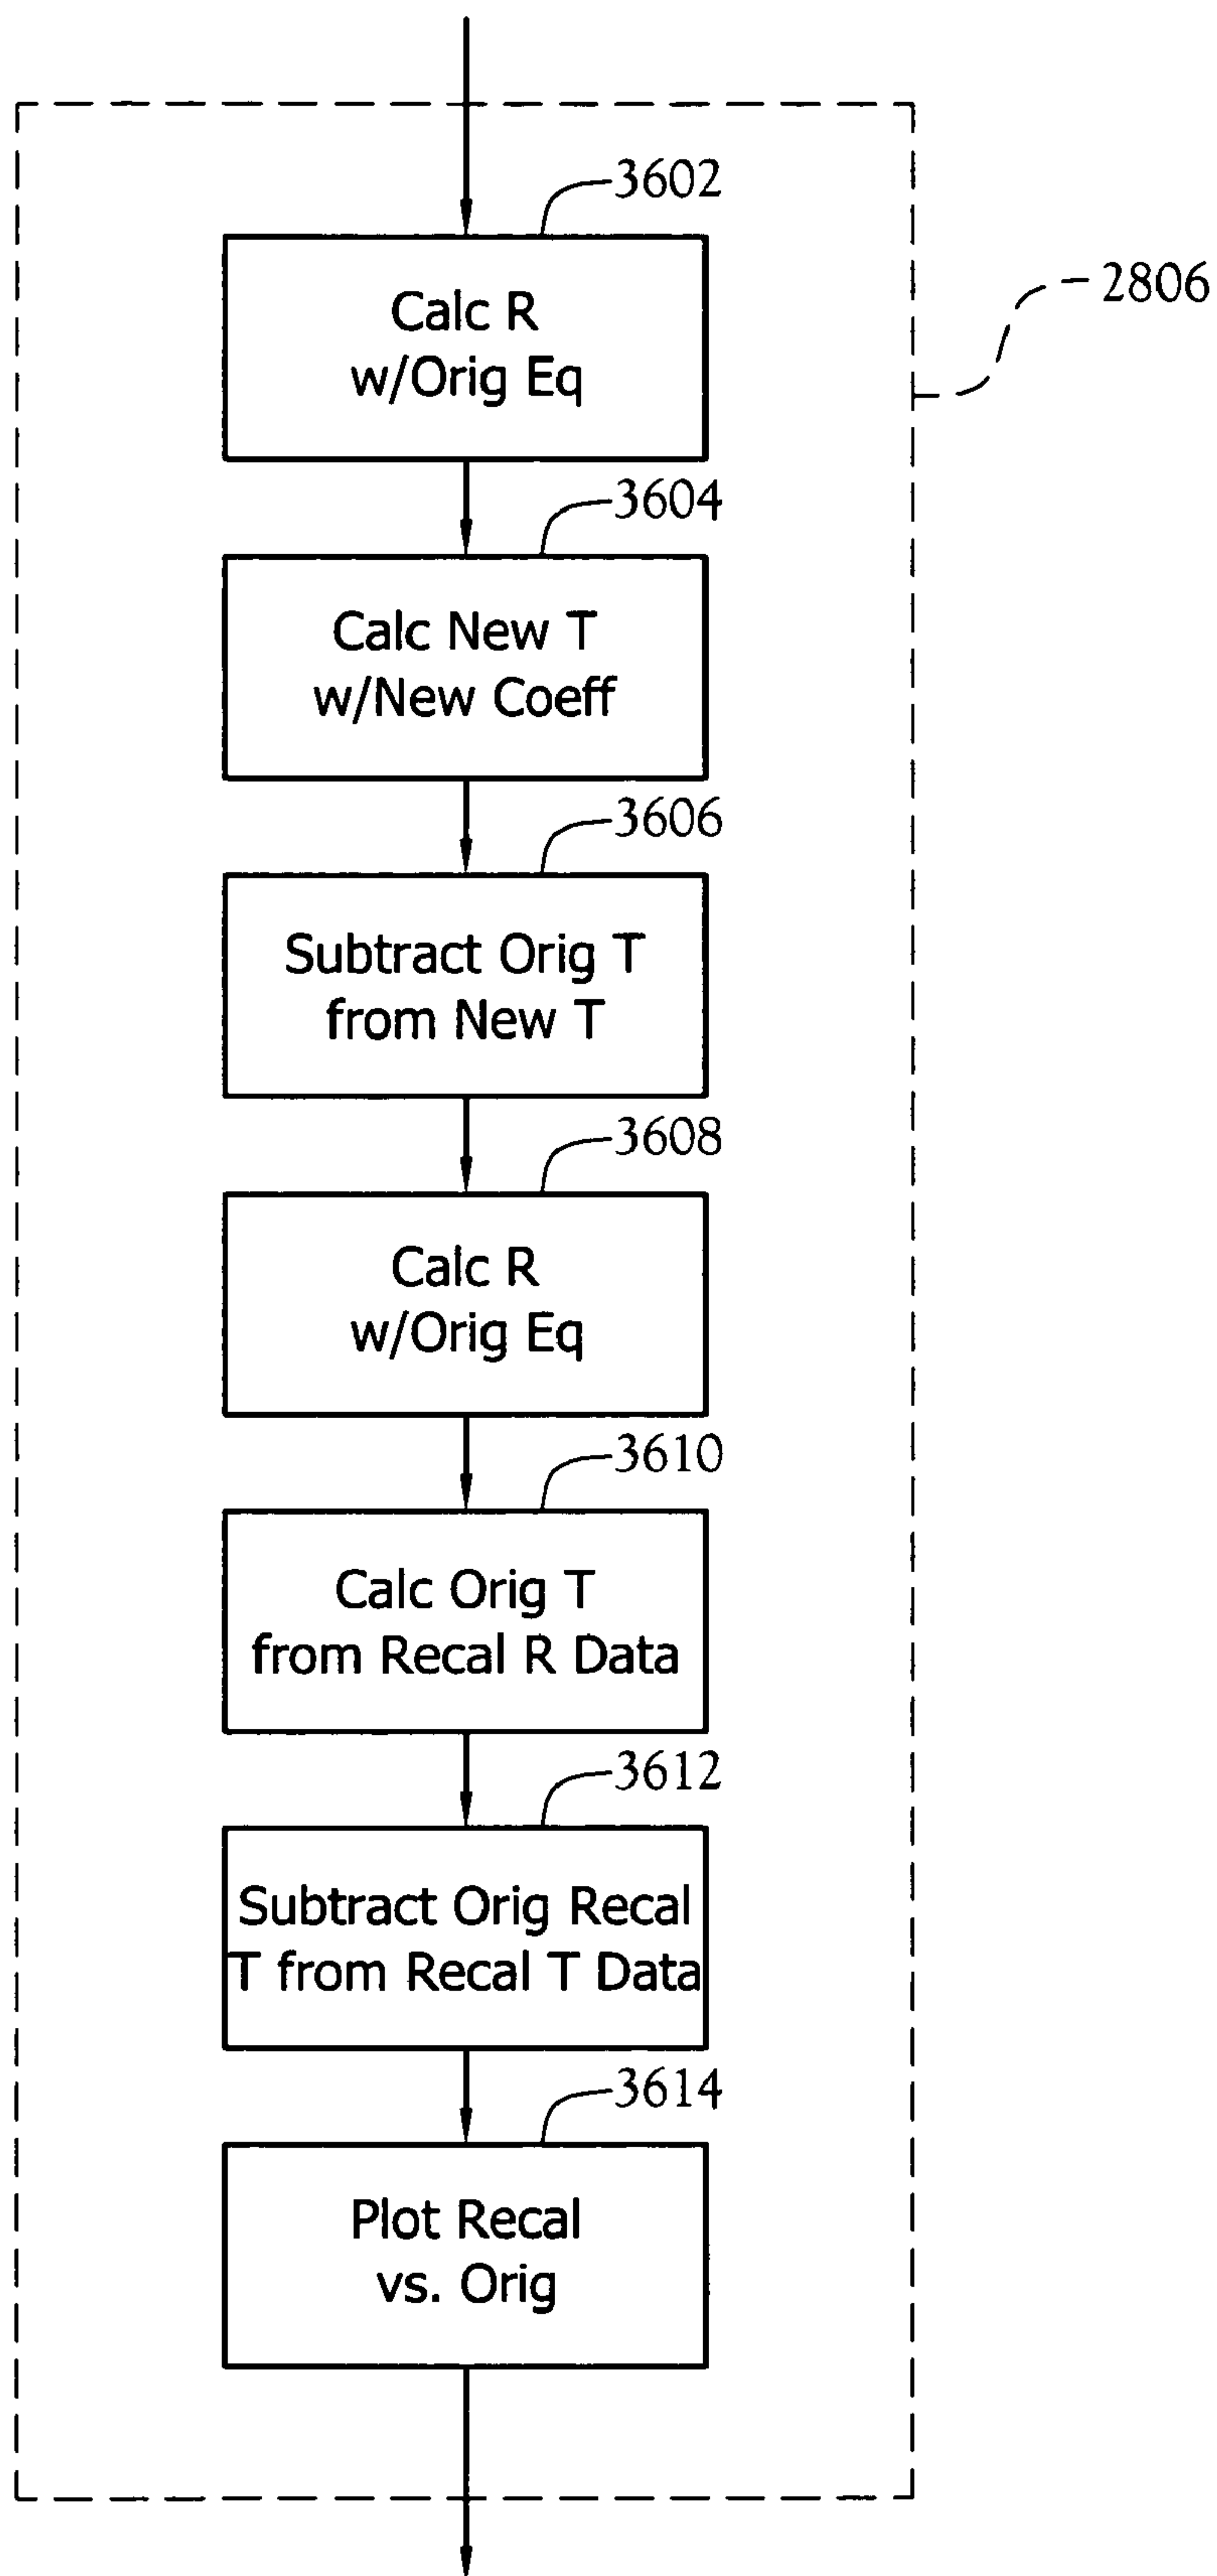 3602
Calc R
w/Orig Eq
2806
3604
Calc New T
w/New Coeff
3606
Subtract Orig T
from New T
3608
Calc R
w/Orig Eq
3610
Calc Orig T
from Recal R Data
3612
Subtract Orig Recal
T from Recal T Data
3614
Plot Recal
vs. Orig